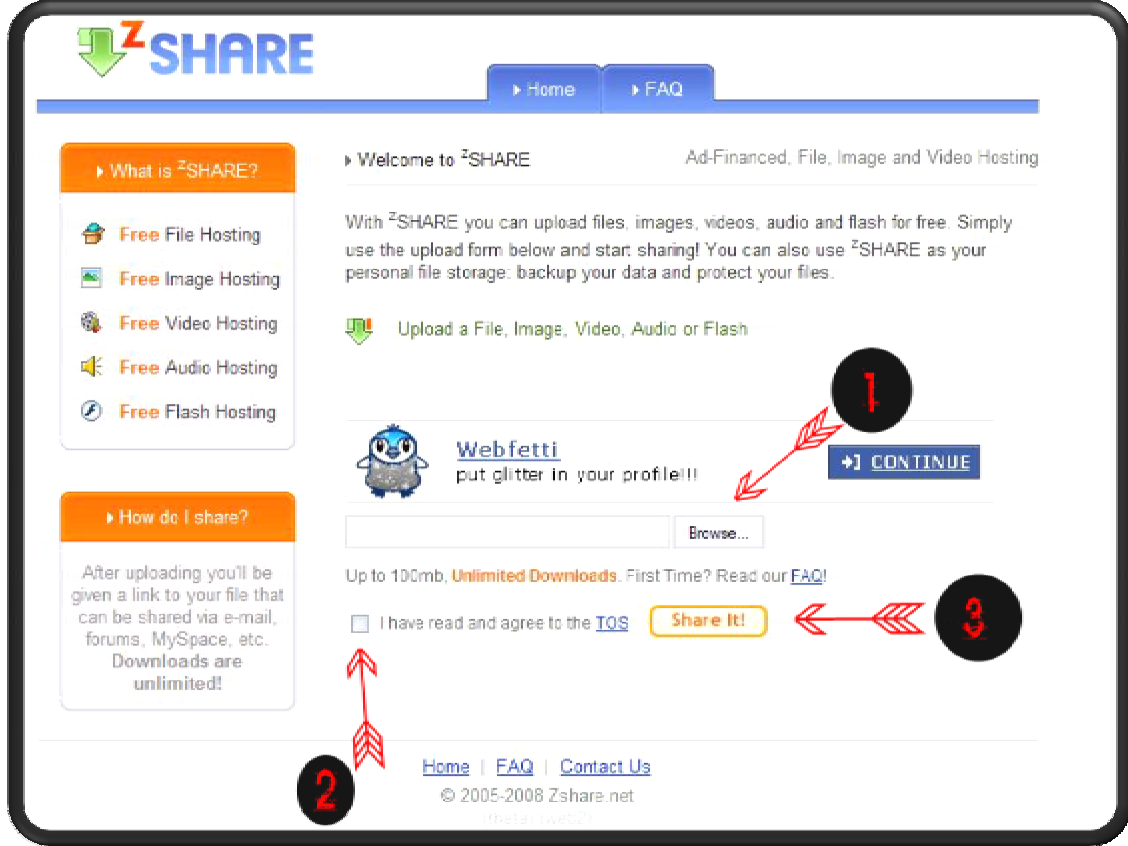 zSHARE
Home
FAQ
What is zSHARE?
Free File Hosting
Free Image Hosting
Free Video Hosting
Free Audio Hosting
Free Flash Hosting
How do I share?
After uploading you'll be
given a link to your file that
can be shared via e-mail,
forums, MySpace, etc.
Downloads are
unlimited!
Welcome to zSHARE
Ad-Financed, File, Image and Video Hosting
With zSHARE you can upload files, images, videos, audio and flash for free. Simply
use the upload form below and start sharing! You can also use zSHARE as your
personal file storage: backup your data and protect your files.
Upload a File, Image, Video, Audio or Flash
1
Webfetti
put glitter in your profile!!!
CONTINUE
Browse...
Up to 100mb, Unlimited Downloads. First Time? Read our FAQ!
I have read and agree to the TOS
Share It!
3
2
Home | FAQ | Contact Us
© 2005-2008 Zshare.net